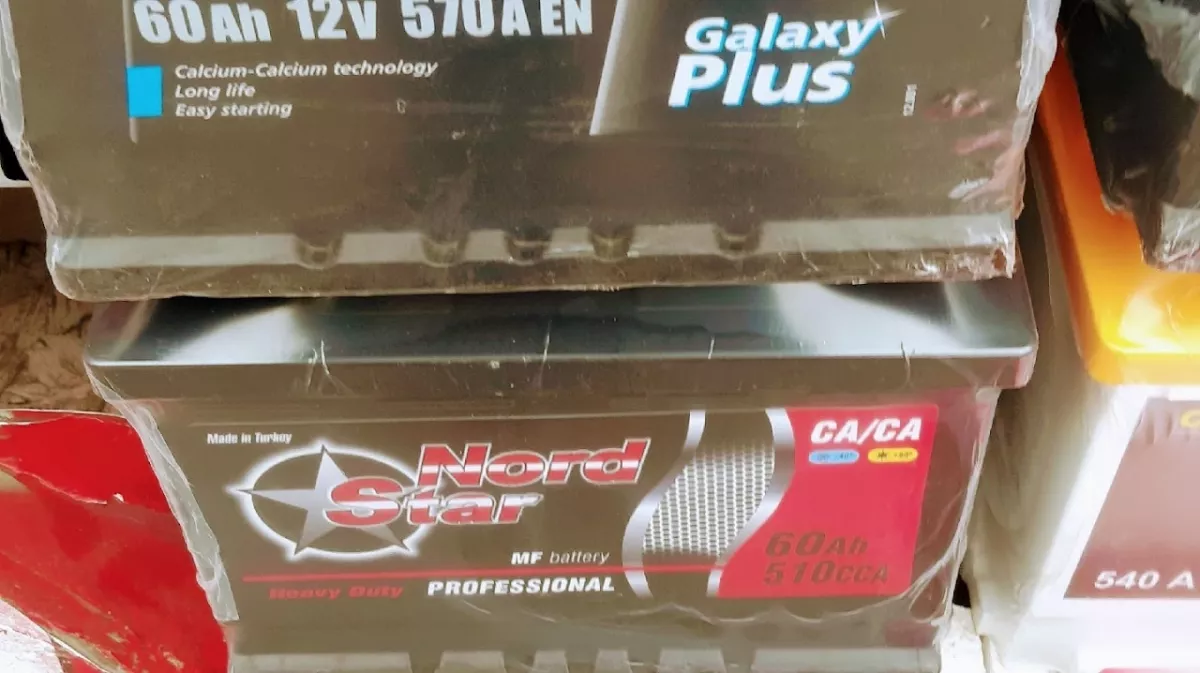 60Ah 12V 570A EN
Calcium-Calcium technology
Long life
Easy starting
Galaxy
Plus
Made in Turkey
Nord
Star
MF battery
Heavy Duty PROFESSIONAL
CA/CA
60Ah
510CCA
540 A